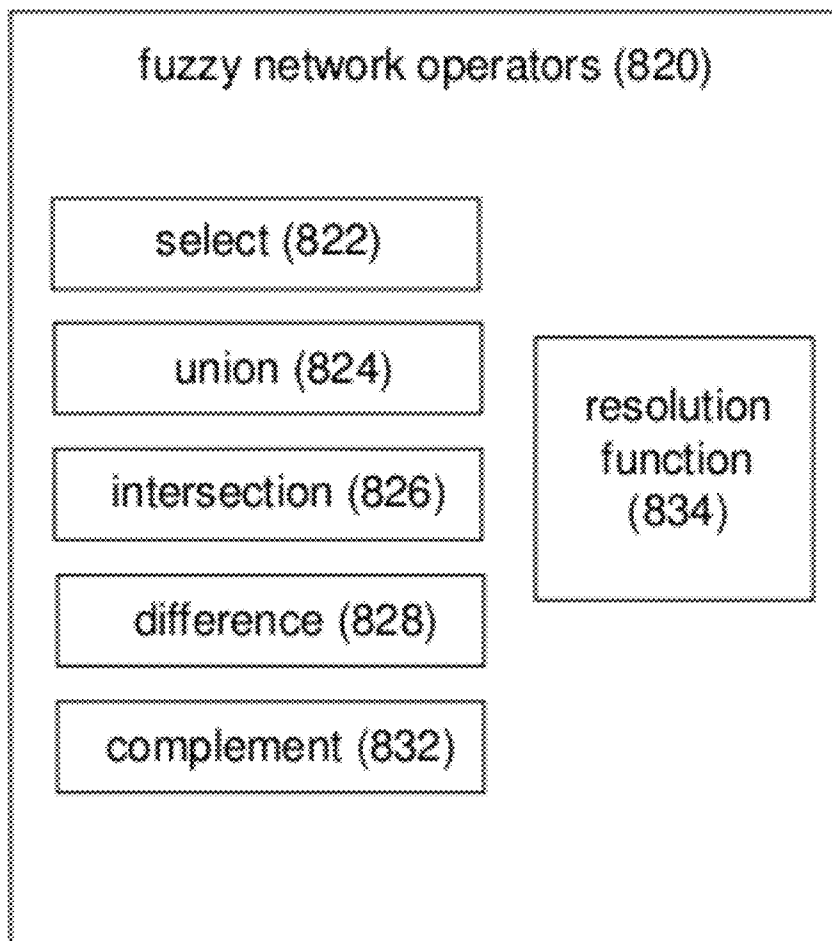 fuzzy network operators (820)
select (822)
union (824)
intersection (826)
difference (828)
complement (832)
resolution
function
(834)